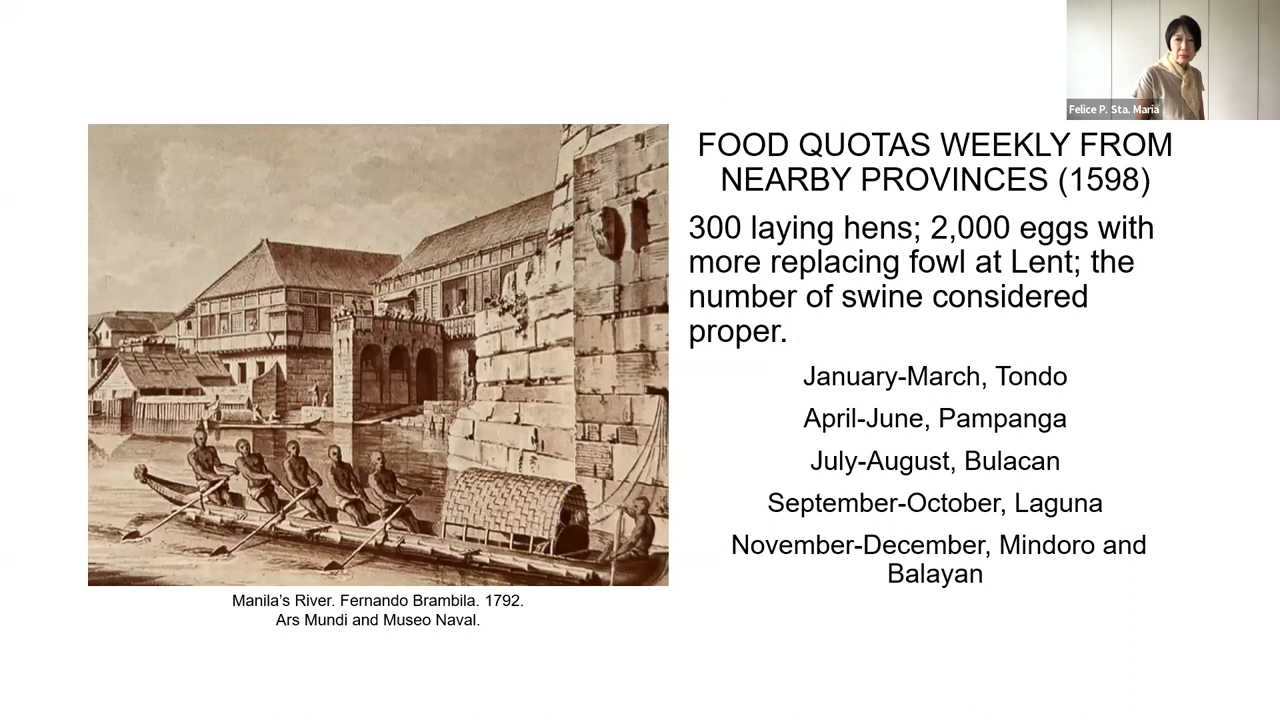 Felice P. Sta. Maria
FOOD QUOTAS WEEKLY FROM
NEARBY PROVINCES (1598)
300 laying hens; 2,000 eggs with
more replacing fowl at Lent; the
number of swine considered
proper.
January-March, Tondo
April-June, Pampanga
July-August, Bulacan
September-October, Laguna
November-December, Mindoro and
Balayan
Manila’s River. Fernando Brambila. 1792.
Ars Mundi and Museo Naval.